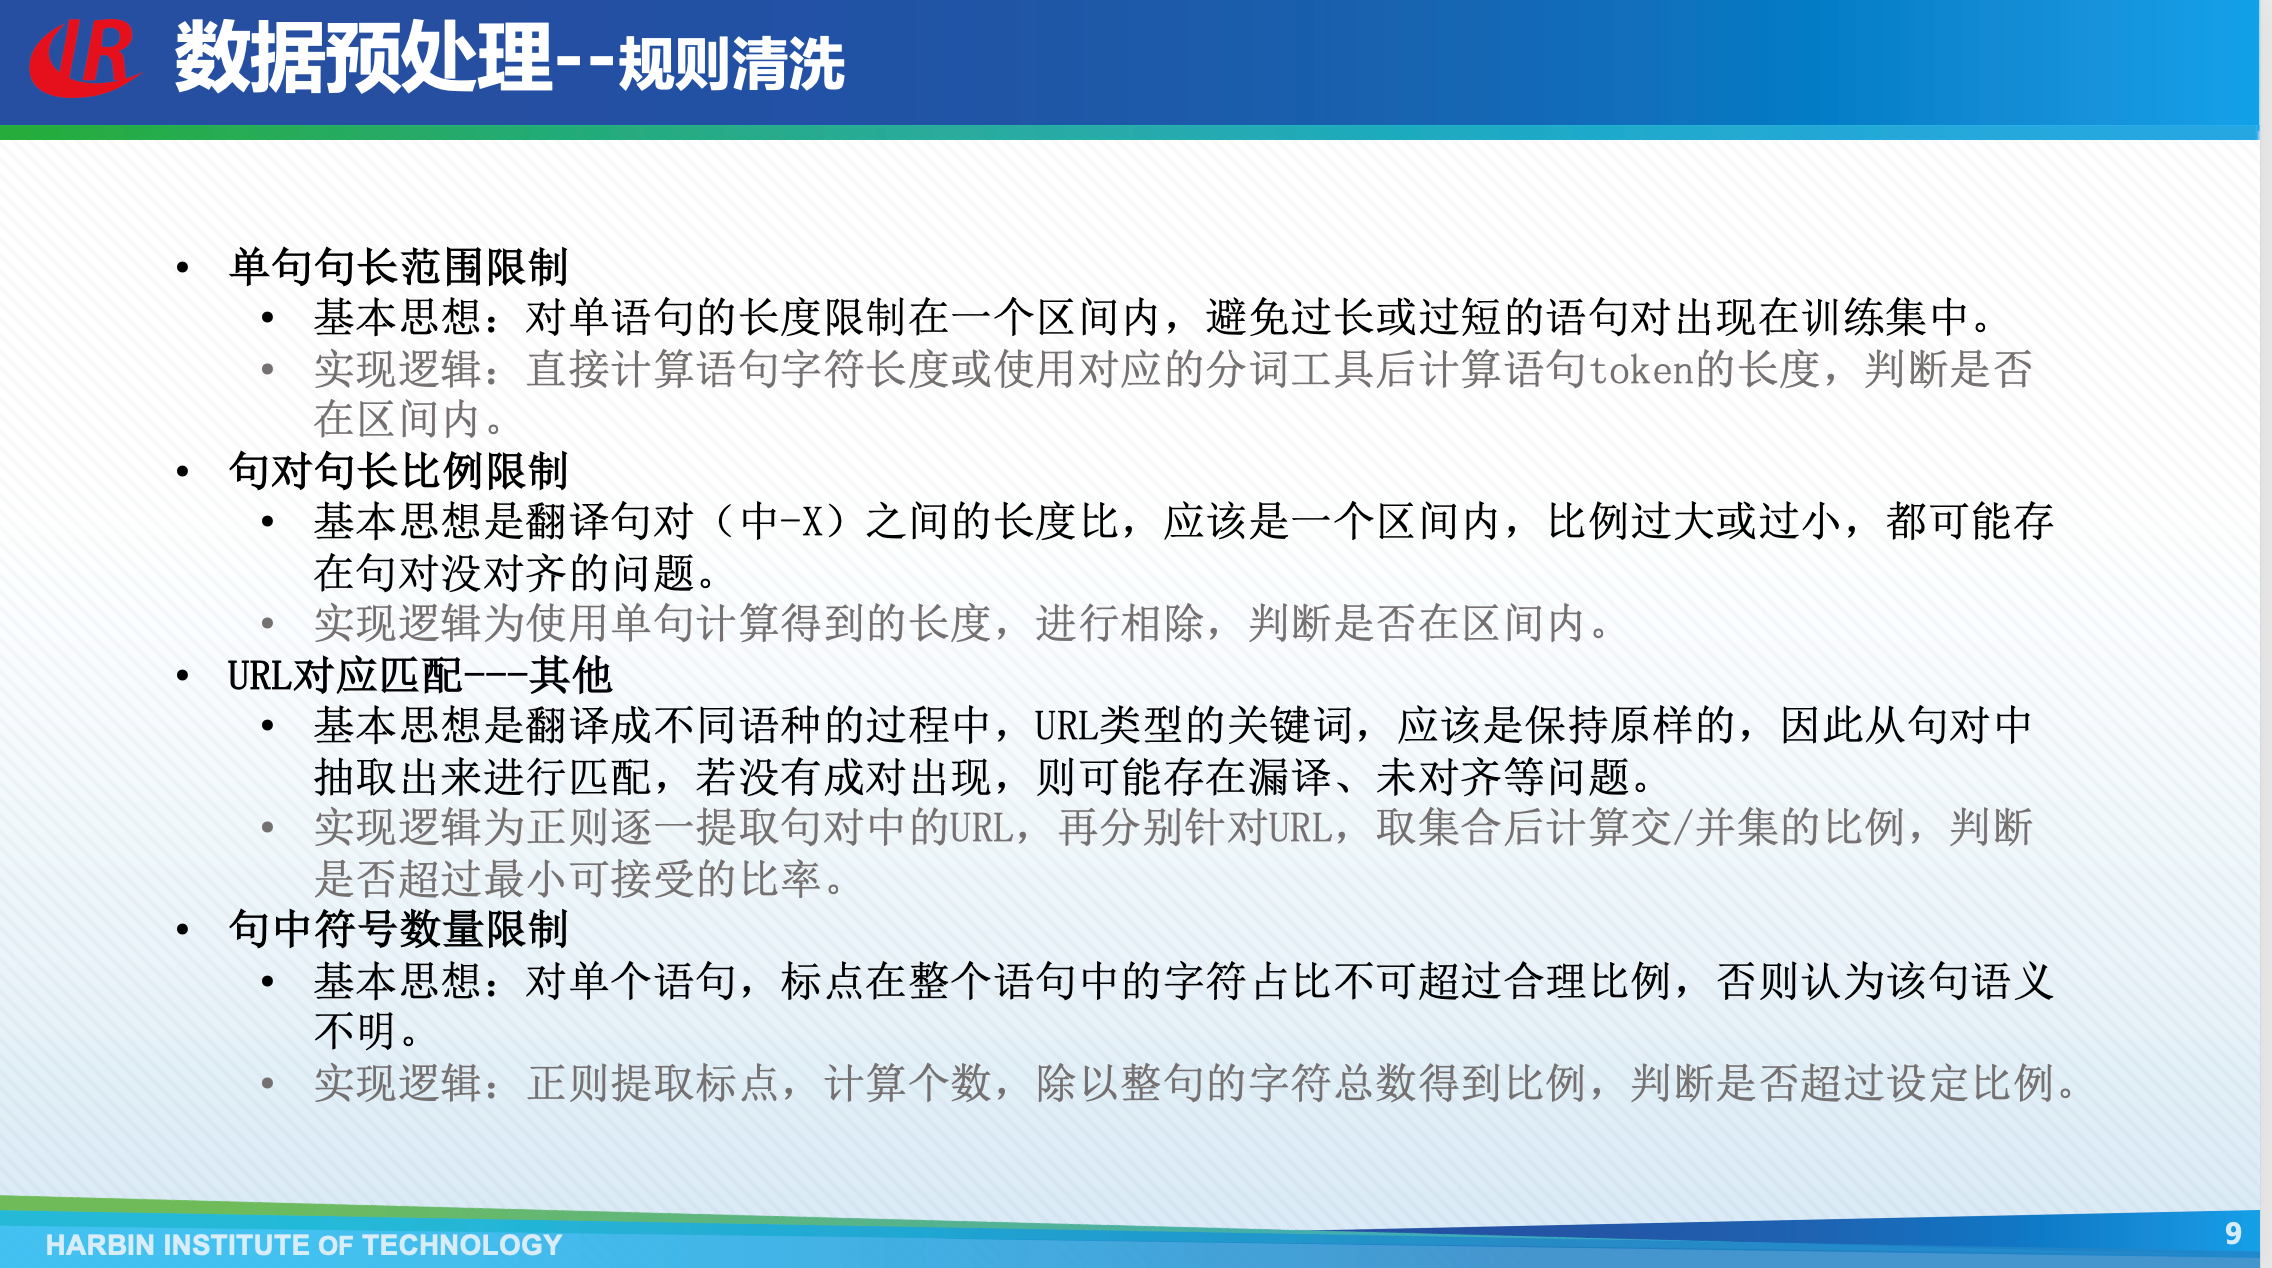 IR 数据预处理--规则清洗
• 单句句长范围限制
• 基本思想：对单语句的长度限制在一个区间内，避免过长或过短的语句对出现在训练集中。
• 实现逻辑：直接计算语句字符长度或使用对应的分词工具后计算语句token的长度，判断是否
在区间内。
• 句对句长比例限制
• 基本思想是翻译句对（中-X）之间的长度比，应该是一个区间内，比例过大或过小，都可能存
在句对没对齐的问题。
• 实现逻辑为使用单句计算得到的长度，进行相除，判断是否在区间内。
• URL对应匹配---其他
• 基本思想是翻译成不同语种的过程中，URL类型的关键词，应该是保持原样的，因此从句对中
抽取出来进行匹配，若没有成对出现，则可能存在漏译、未对齐等问题。
• 实现逻辑为正则逐一提取句对中的URL，再分别针对URL，取集合后计算交/并集的比例，判断
是否超过最小可接受的比率。
• 句中符号数量限制
• 基本思想：对单个语句，标点在整个语句中的字符占比不可超过合理比例，否则认为该句语义
不明。
• 实现逻辑：正则提取标点，计算个数，除以整句的字符总数得到比例，判断是否超过设定比例。
HARBIN INSTITUTE OF TECHNOLOGY
9